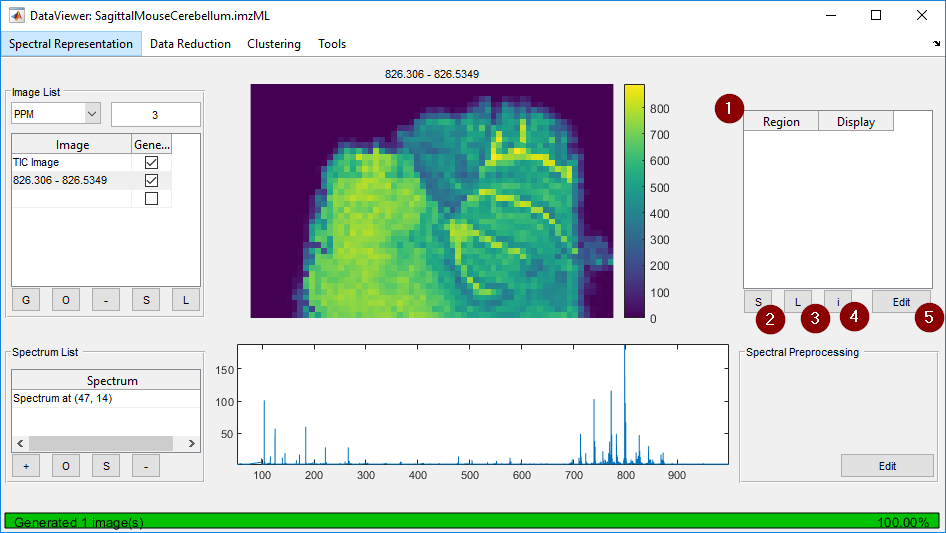 DataViewer: SagittalMouseCerebellum.imzML
Spectral Representation Data Reduction Clustering Tools
Image List
PPM 3
Image Gene...
TIC Image
826.306 - 826.5349
G O - S L
826.306 - 826.5349
800
700
600
500
400
300
200
100
0
1
Region Display
S L i Edit
2 3 4 5
Spectrum List
Spectrum
Spectrum at (47, 14)
+ O S -
150
100
50
100 200 300 400 500 600 700 800 900
Spectral Preprocessing
Edit
Generated 1 image(s) 100.00%